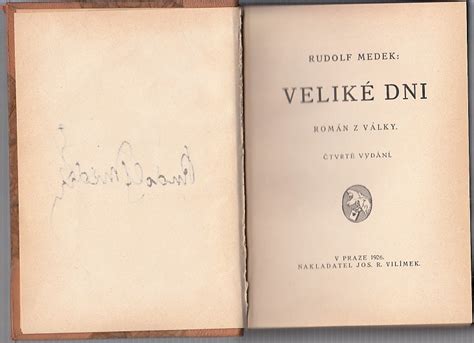 RUDOLF MEDEK:
VELIKÉ DNI
ROMÁN Z VÁLKY.
ČTVRTÉ VYDÁNÍ.
V PRAZE 1926.
NAKLADATEL JOS. R. VILÍMEK.